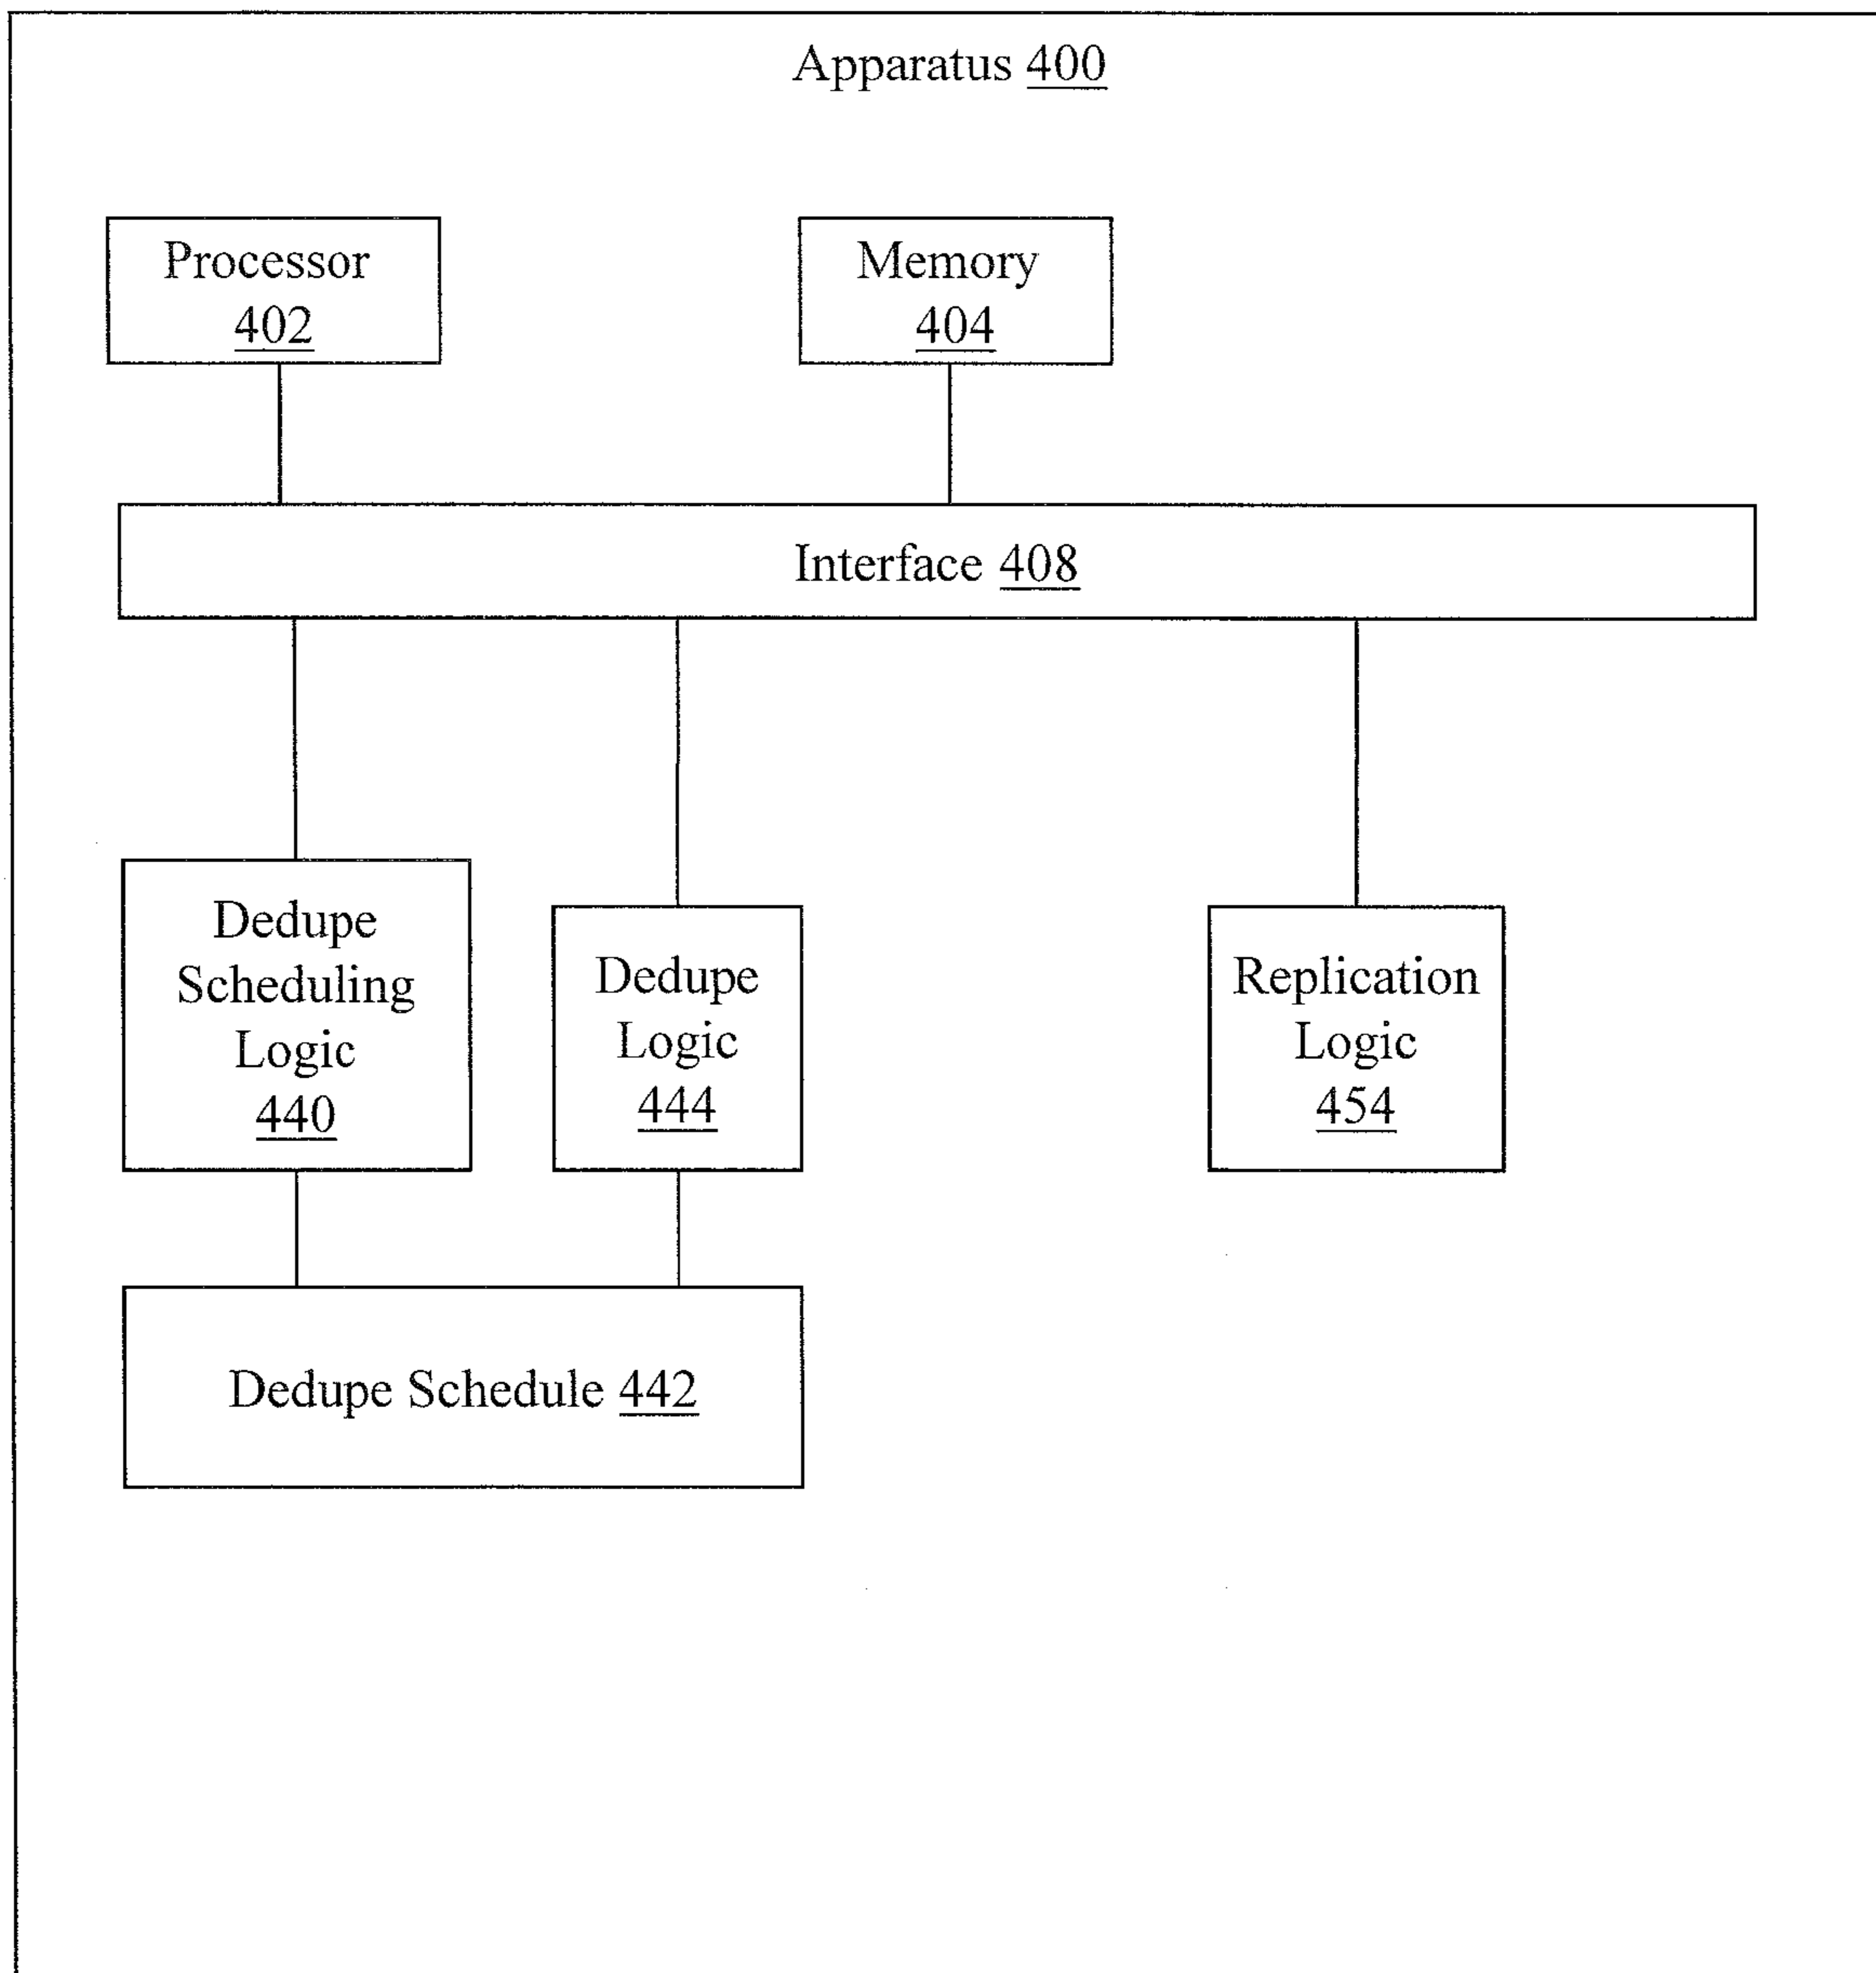 Apparatus 400
Processor
402
Memory
404
Interface 408
Dedupe
Scheduling
Logic
440
Dedupe
Logic
444
Replication
Logic
454
Dedupe Schedule 442